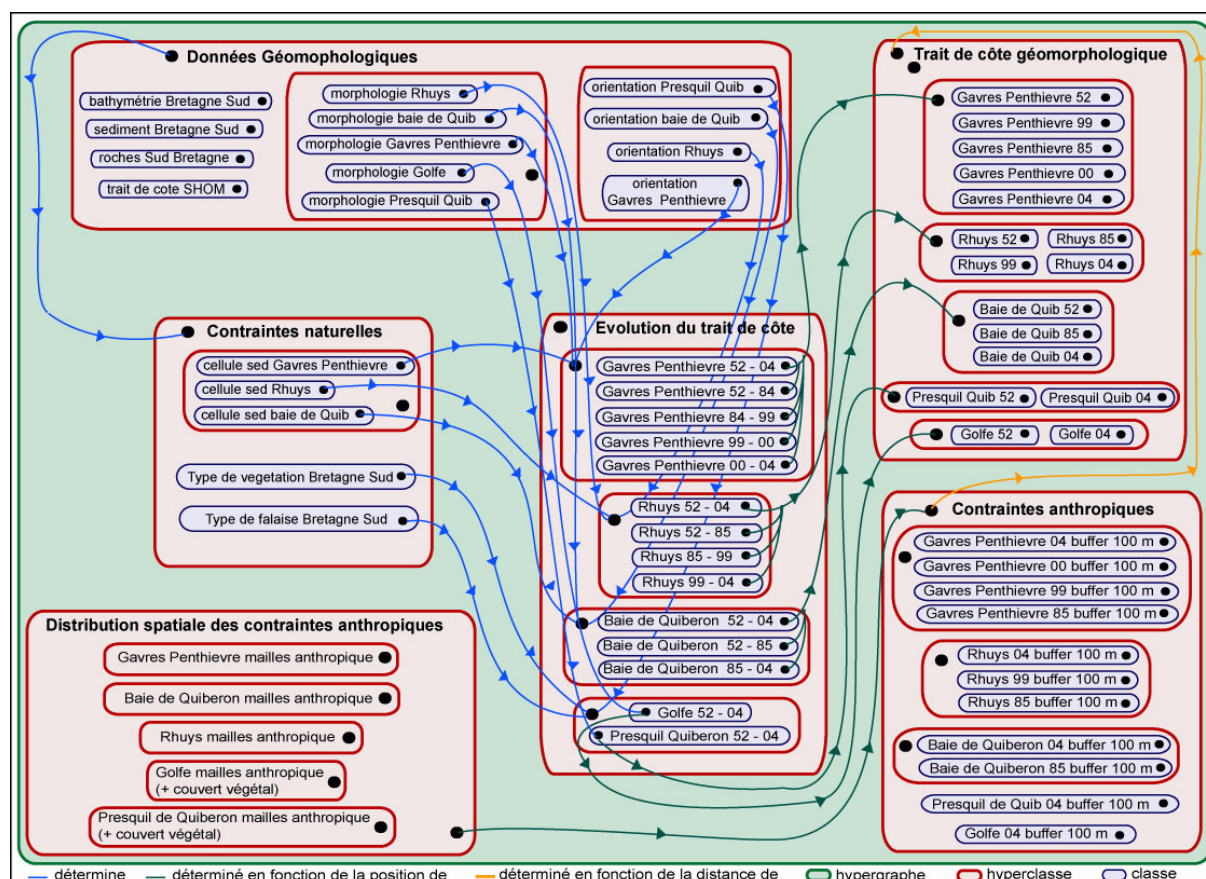 Données Géomophologiques
bathymétrie Bretagne Sud
sediment Bretagne Sud
roches Sud Bretagne
trait de cote SHOM
morphologie Rhuys
morphologie baie de Quib
morphologie Gavres Penthievre
morphologie Golfe
morphologie Presquil Quib
orientation Presquil Quib
orientation baie de Quib
orientation Rhuys
orientation
Gavres Penthievre
Trait de côte géomorphologique
Gavres Penthievre 52
Gavres Penthievre 99
Gavres Penthievre 85
Gavres Penthievre 00
Gavres Penthievre 04
Rhuys 52
Rhuys 85
Rhuys 99
Rhuys 04
Baie de Quib 52
Baie de Quib 85
Baie de Quib 04
Presquil Quib 52
Presquil Quib 04
Golfe 52
Golfe 04
Contraintes naturelles
cellule sed Gavres Penthievre
cellule sed Rhuys
cellule sed baie de Quib
Type de vegetation Bretagne Sud
Type de falaise Bretagne Sud
Evolution du trait de côte
Gavres Penthievre 52 - 04
Gavres Penthievre 52 - 84
Gavres Penthievre 84 - 99
Gavres Penthievre 99 - 00
Gavres Penthievre 00 - 04
Rhuys 52 - 04
Rhuys 52 - 85
Rhuys 85 - 99
Rhuys 99 - 04
Baie de Quiberon 52 - 04
Baie de Quiberon 52 - 85
Baie de Quiberon 85 - 04
Golfe 52 - 04
Presquil Quiberon 52 - 04
Contraintes anthropiques
Gavres Penthievre 04 buffer 100 m
Gavres Penthievre 00 buffer 100 m
Gavres Penthievre 99 buffer 100 m
Gavres Penthievre 85 buffer 100 m
Rhuys 04 buffer 100 m
Rhuys 99 buffer 100 m
Rhuys 85 buffer 100 m
Baie de Quiberon 04 buffer 100 m
Baie de Quiberon 85 buffer 100 m
Presquil de Quib 04 buffer 100 m
Golfe 04 buffer 100 m
Distribution spatiale des contraintes anthropiques
Gavres Penthievre mailles anthropique
Baie de Quiberon mailles anthropique
Rhuys mailles anthropique
Golfe mailles anthropique
(+ couvert végétal)
Presquil de Quiberon mailles anthropique
(+ couvert végétal)
détermine
déterminé en fonction de la position de
déterminé en fonction de la distance de
hypergraphe
hyperclasse
classe